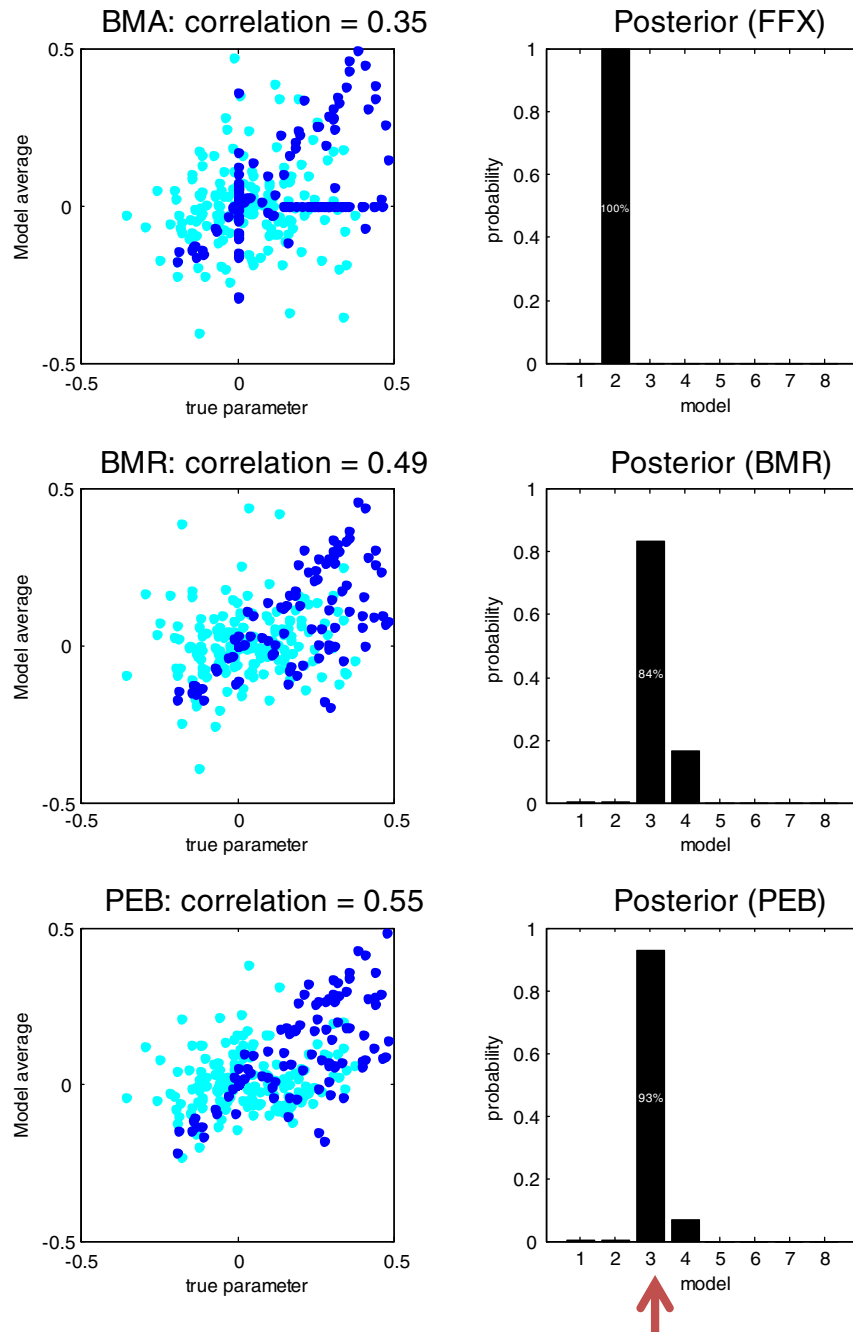 BMA: correlation = 0.35
0.5
0
-0.5
Model average
-0.5
0
0.5
true parameter
Posterior (FFX)
1
0.8
0.6
0.4
0.2
0
probability
100%
1 2 3 4 5 6 7 8
model
BMR: correlation = 0.49
0.5
0
-0.5
Model average
-0.5
0
0.5
true parameter
Posterior (BMR)
1
0.8
0.6
0.4
0.2
0
probability
84%
1 2 3 4 5 6 7 8
model
PEB: correlation = 0.55
0.5
0
-0.5
Model average
-0.5
0
0.5
true parameter
Posterior (PEB)
1
0.8
0.6
0.4
0.2
0
probability
93%
1 2 3 4 5 6 7 8
model